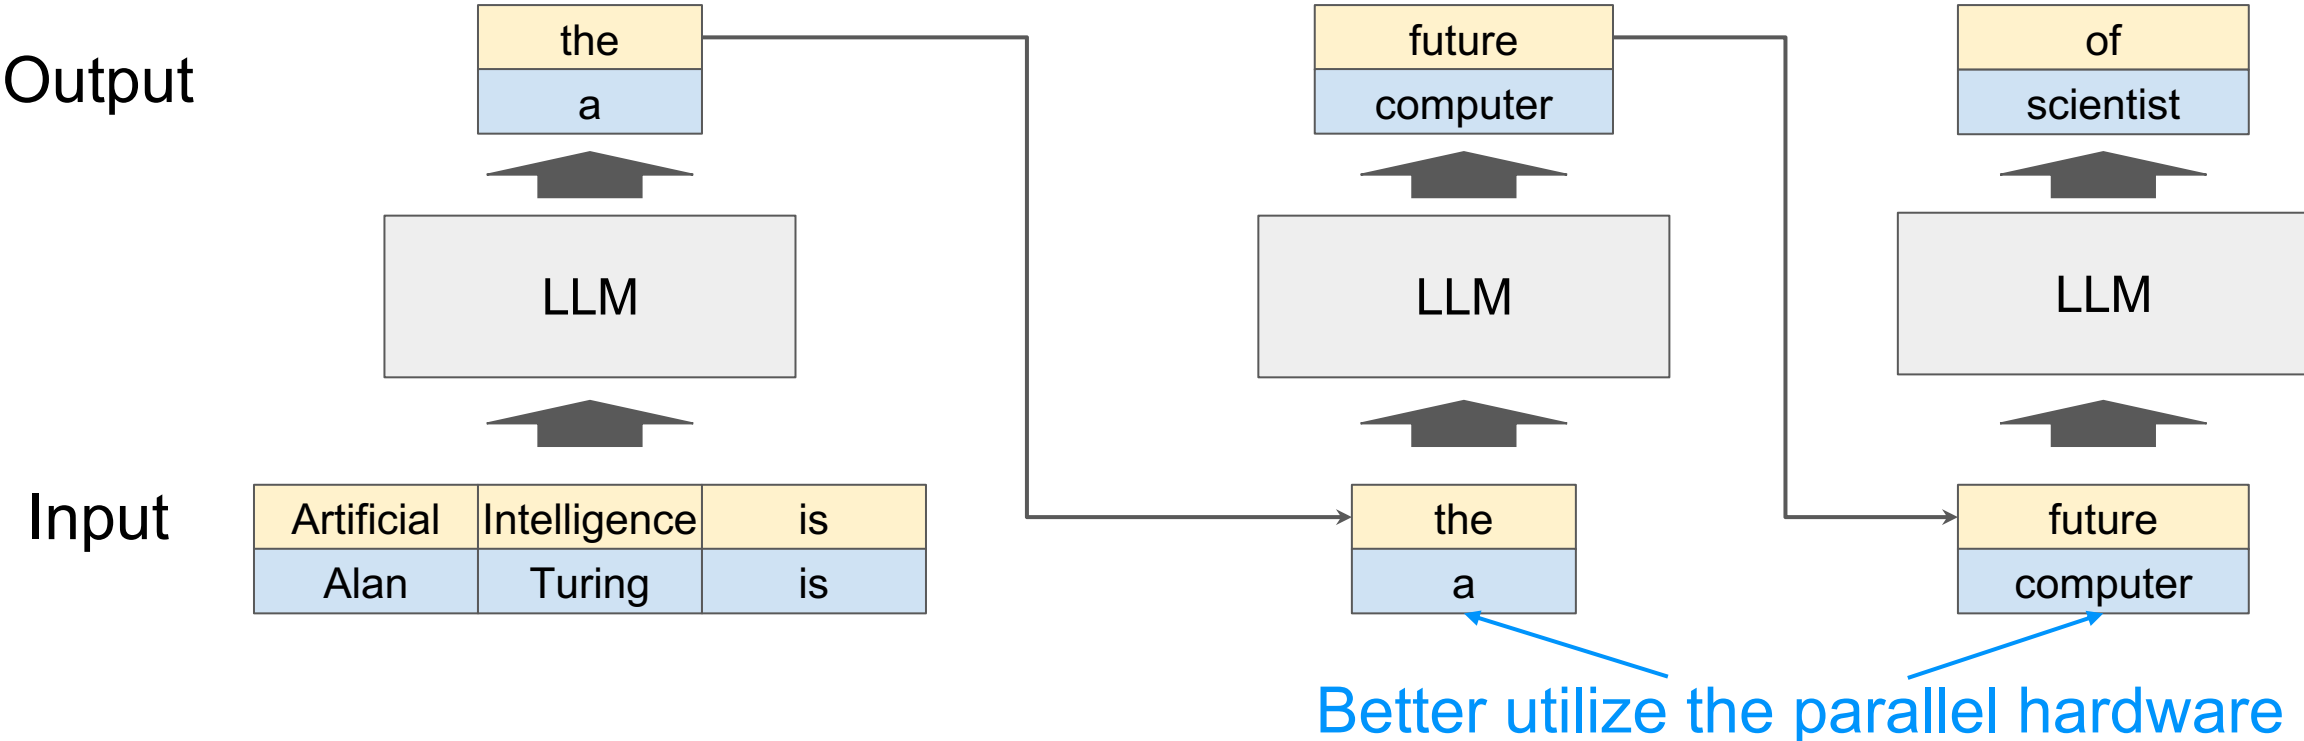 Output
the
a
future
computer
of
scientist
LLM
LLM
LLM
Input
Artificial Intelligence is
Alan Turing is
the
a
future
computer
Better utilize the parallel hardware